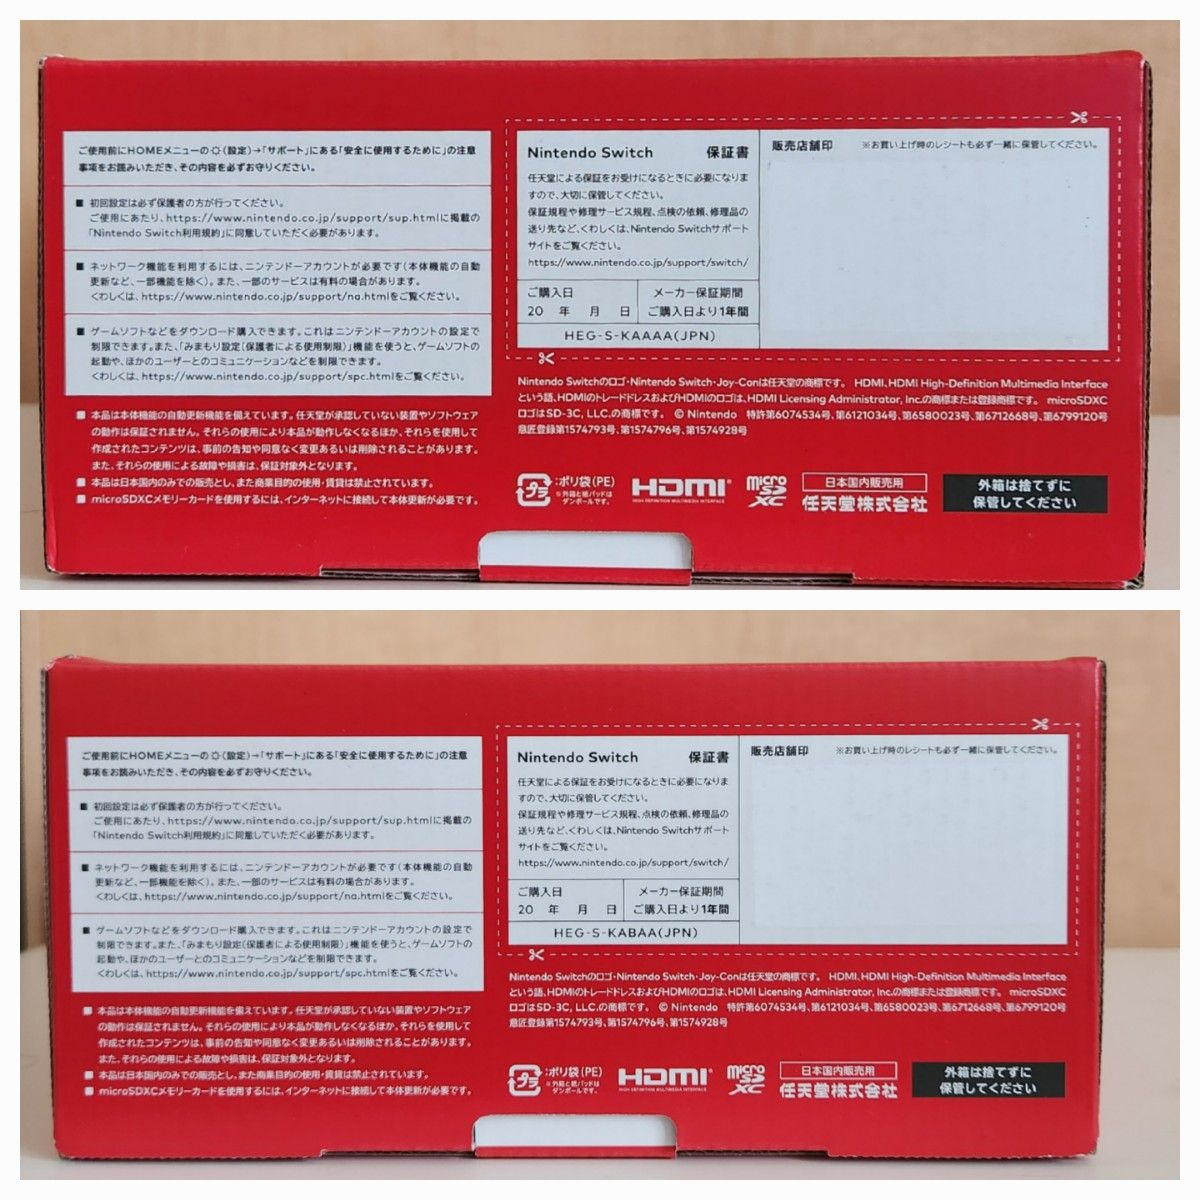 ご使用前にHOMEメニューの(設定)→「サポート」にある「安全に使用するために」の注意
事項をお読みいただき、その内容を必ずお守りください。
■ 初回設定は必ず保護者の方が行ってください。
ご使用にあたり、https://www.nintendo.co.jp/support/sup.htmlに掲載の
「Nintendo Switch利用規約」に同意していただく必要があります。
■ ネットワーク機能を利用するには、ニンテンドーアカウントが必要です(本体機能の自動
更新など、一部機能を除く)。また、一部のサービスは有料の場合があります。
くわしくは、https://www.nintendo.co.jp/support/na.htmlをご覧ください。
■ ゲームソフトなどをダウンロード購入できます。これはニンテンドーアカウントの設定で
制限できます。また、「みまもり設定(保護者による使用制限)」機能を使うと、ゲームソフトの
起動や、ほかのユーザーとのコミュニケーションなどを制限できます。
くわしくは、https://www.nintendo.co.jp/support/spc.htmlをご覧ください。
■ 本品は本体機能の自動更新機能を備えています。任天堂が承認していない装置やソフトウェア
の動作は保証されません。それらの使用により本品が動作しなくなるほか、それらを使用して
作成されたコンテンツは、事前の告知や同意なく変更あるいは削除されることがあります。
また、それらの使用による故障や損害は、保証対象外となります。
■ 本品は日本国内のみでの販売とし、また商業目的の使用・賃貸は禁止されています。
■ microSDXCメモリーカードを使用するには、インターネットに接続して本体更新が必要です。
Nintendo Switch 保証書
任天堂による保証をお受けになるときに必要になりま
すので、大切に保管してください。
保証規程や修理サービス規程、点検の依頼、修理品の
送り先など、くわしくは、Nintendo Switchサポート
サイトをご覧ください。
https://www.nintendo.co.jp/support/switch/
ご購入日 メーカー保証期間
20 年 月 日 ご購入日より1年間
HEG-S-KAAAA(JPN)
販売店舗印 ※お買い上げ時のレシートも必ず一緒に保管してください。
Nintendo Switchのロゴ・Nintendo Switch・Joy-Conは任天堂の商標です。 HDMI、HDMI High-Definition Multimedia Interface
という語、HDMIのトレードドレスおよびHDMIのロゴは、HDMI Licensing Administrator, Inc.の商標または登録商標です。 microSDXC
ロゴはSD-3C, LLC.の商標です。 © Nintendo 特許第6074534号、第6121034号、第6580023号、第6712668号、第6799120号
意匠登録第1574793号、第1574796号、第1574928号
プラ :ポリ袋(PE)
※外箱と紙パッドは
ダンボールです。
HDMI
HIGH-DEFINITION MULTIMEDIA INTERFACE
micro
SD
XC
日本国内販売用
任天堂株式会社
外箱は捨てずに
保管してください
ご使用前にHOMEメニューの(設定)→「サポート」にある「安全に使用するために」の注意
事項をお読みいただき、その内容を必ずお守りください。
■ 初回設定は必ず保護者の方が行ってください。
ご使用にあたり、https://www.nintendo.co.jp/support/sup.htmlに掲載の
「Nintendo Switch利用規約」に同意していただく必要があります。
■ ネットワーク機能を利用するには、ニンテンドーアカウントが必要です(本体機能の自動
更新など、一部機能を除く)。また、一部のサービスは有料の場合があります。
くわしくは、https://www.nintendo.co.jp/support/na.htmlをご覧ください。
■ ゲームソフトなどをダウンロード購入できます。これはニンテンドーアカウントの設定で
制限できます。また、「みまもり設定(保護者による使用制限)」機能を使うと、ゲームソフトの
起動や、ほかのユーザーとのコミュニケーションなどを制限できます。
くわしくは、https://www.nintendo.co.jp/support/spc.htmlをご覧ください。
■ 本品は本体機能の自動更新機能を備えています。任天堂が承認していない装置やソフトウェア
の動作は保証されません。それらの使用により本品が動作しなくなるほか、それらを使用して
作成されたコンテンツは、事前の告知や同意なく変更あるいは削除されることがあります。
また、それらの使用による故障や損害は、保証対象外となります。
■ 本品は日本国内のみでの販売とし、また商業目的の使用・賃貸は禁止されています。
■ microSDXCメモリーカードを使用するには、インターネットに接続して本体更新が必要です。
Nintendo Switch 保証書
任天堂による保証をお受けになるときに必要になりま
すので、大切に保管してください。
保証規程や修理サービス規程、点検の依頼、修理品の
送り先など、くわしくは、Nintendo Switchサポート
サイトをご覧ください。
https://www.nintendo.co.jp/support/switch/
ご購入日 メーカー保証期間
20 年 月 日 ご購入日より1年間
HEG-S-KABAA(JPN)
販売店舗印 ※お買い上げ時のレシートも必ず一緒に保管してください。
Nintendo Switchのロゴ・Nintendo Switch・Joy-Conは任天堂の商標です。 HDMI、HDMI High-Definition Multimedia Interface
という語、HDMIのトレードドレスおよびHDMIのロゴは、HDMI Licensing Administrator, Inc.の商標または登録商標です。 microSDXC
ロゴはSD-3C, LLC.の商標です。 © Nintendo 特許第6074534号、第6121034号、第6580023号、第6712668号、第6799120号
意匠登録第1574793号、第1574796号、第1574928号
プラ :ポリ袋(PE)
※外箱と紙パッドは
ダンボールです。
HDMI
HIGH-DEFINITION MULTIMEDIA INTERFACE
micro
SD
XC
日本国内販売用
任天堂株式会社
外箱は捨てずに
保管してください